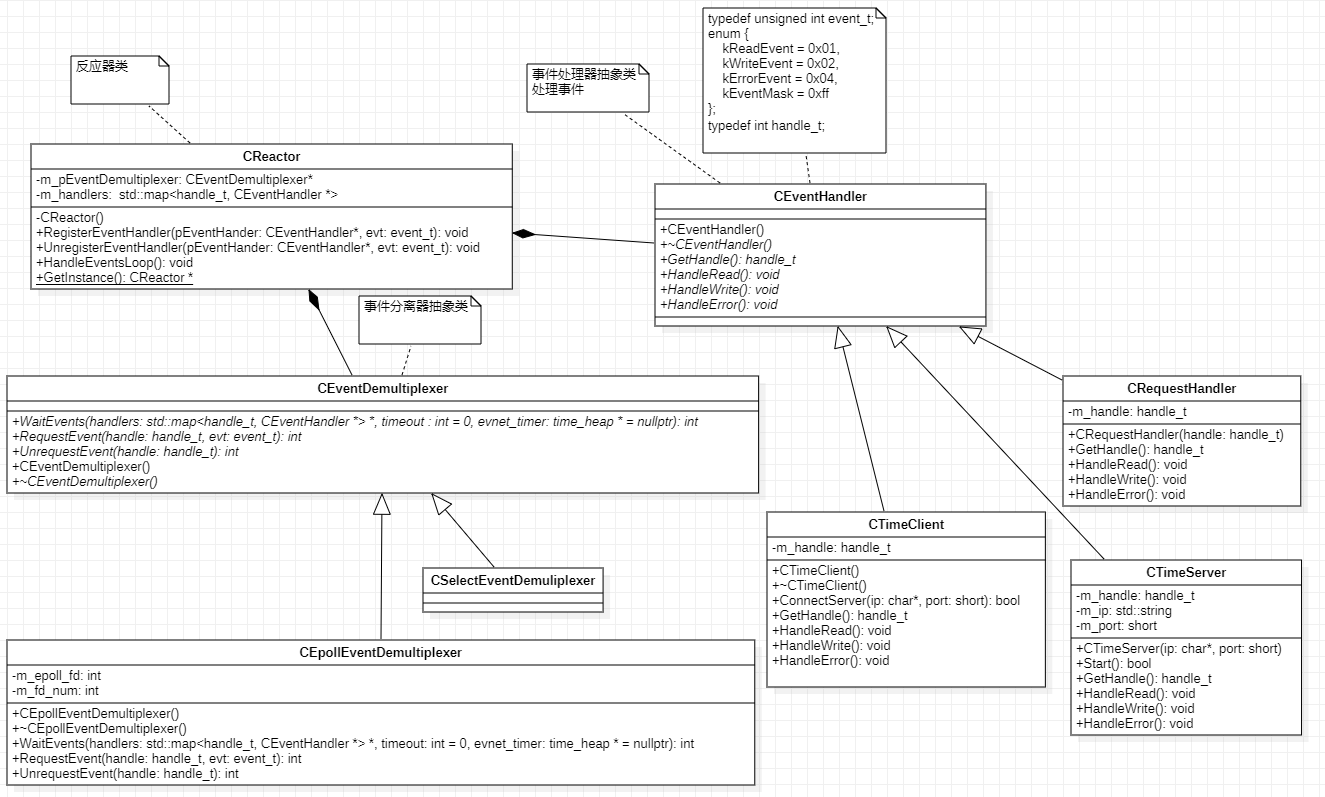 反应器类
事件处理器抽象类
处理事件
typedef unsigned int event_t;
enum {
kReadEvent = 0x01,
kWriteEvent = 0x02,
kErrorEvent = 0x04,
kEventMask = 0xff
};
typedef int handle_t;
CReactor
-m_pEventDemultiplexer: CEventDemultiplexer*
-m_handlers: std::map<handle_t, CEventHandler *>
-CReactor()
+RegisterEventHandler(pEventHander: CEventHandler*, evt: event_t): void
+UnregisterEventHandler(pEventHander: CEventHandler*, evt: event_t): void
+HandleEventsLoop(): void
+GetInstance(): CReactor *
CEventHandler
+CEventHandler()
+~CEventHandler()
+GetHandle(): handle_t
+HandleRead(): void
+HandleWrite(): void
+HandleError(): void
事件分离器抽象类
CEventDemultiplexer
+WaitEvents(handlers: std::map<handle_t, CEventHandler *> *, timeout : int = 0, evnet_timer: time_heap * = nullptr): int
+RequestEvent(handle: handle_t, evt: event_t): int
+UnrequestEvent(handle: handle_t): int
+CEventDemultiplexer()
+~CEventDemultiplexer()
CRequestHandler
-m_handle: handle_t
+CRequestHandler(handle: handle_t)
+GetHandle(): handle_t
+HandleRead(): void
+HandleWrite(): void
+HandleError(): void
CSelectEventDemuliplexer
CTimeClient
-m_handle: handle_t
+CTimeClient()
+~CTimeClient()
+ConnectServer(ip: char*, port: short): bool
+GetHandle(): handle_t
+HandleRead(): void
+HandleWrite(): void
+HandleError(): void
CTimeServer
-m_handle: handle_t
-m_ip: std::string
-m_port: short
+CTimeServer(ip: char*, port: short)
+Start(): bool
+GetHandle(): handle_t
+HandleRead(): void
+HandleWrite(): void
+HandleError(): void
CEpollEventDemultiplexer
-m_epoll_fd: int
-m_fd_num: int
+CEpollEventDemultiplexer()
+~CEpollEventDemultiplexer()
+WaitEvents(handlers: std::map<handle_t, CEventHandler *> *, timeout: int = 0, evnet_timer: time_heap * = nullptr): int
+RequestEvent(handle: handle_t, evt: event_t): int
+UnrequestEvent(handle: handle_t): int